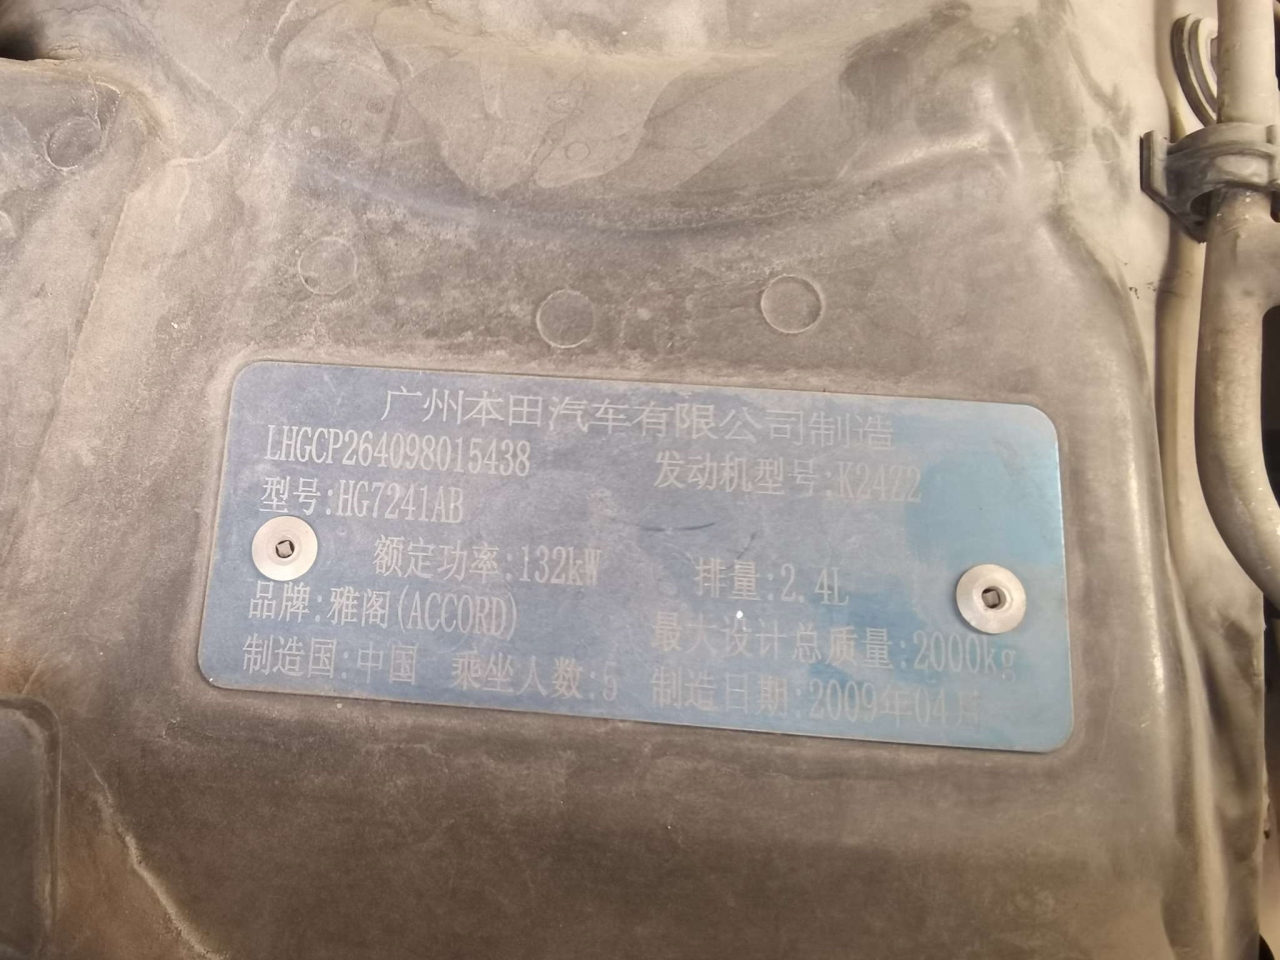 广州本田汽车有限公司制造
LHGCP264098015438
发动机型号:K24Z2
型号:HG7241AB
额定功率:132kW 排量:2.4L
品牌:雅阁(ACCORD)
最大设计总质量:2000kg
制造国:中国 乘坐人数:5 制造日期:2009年04月